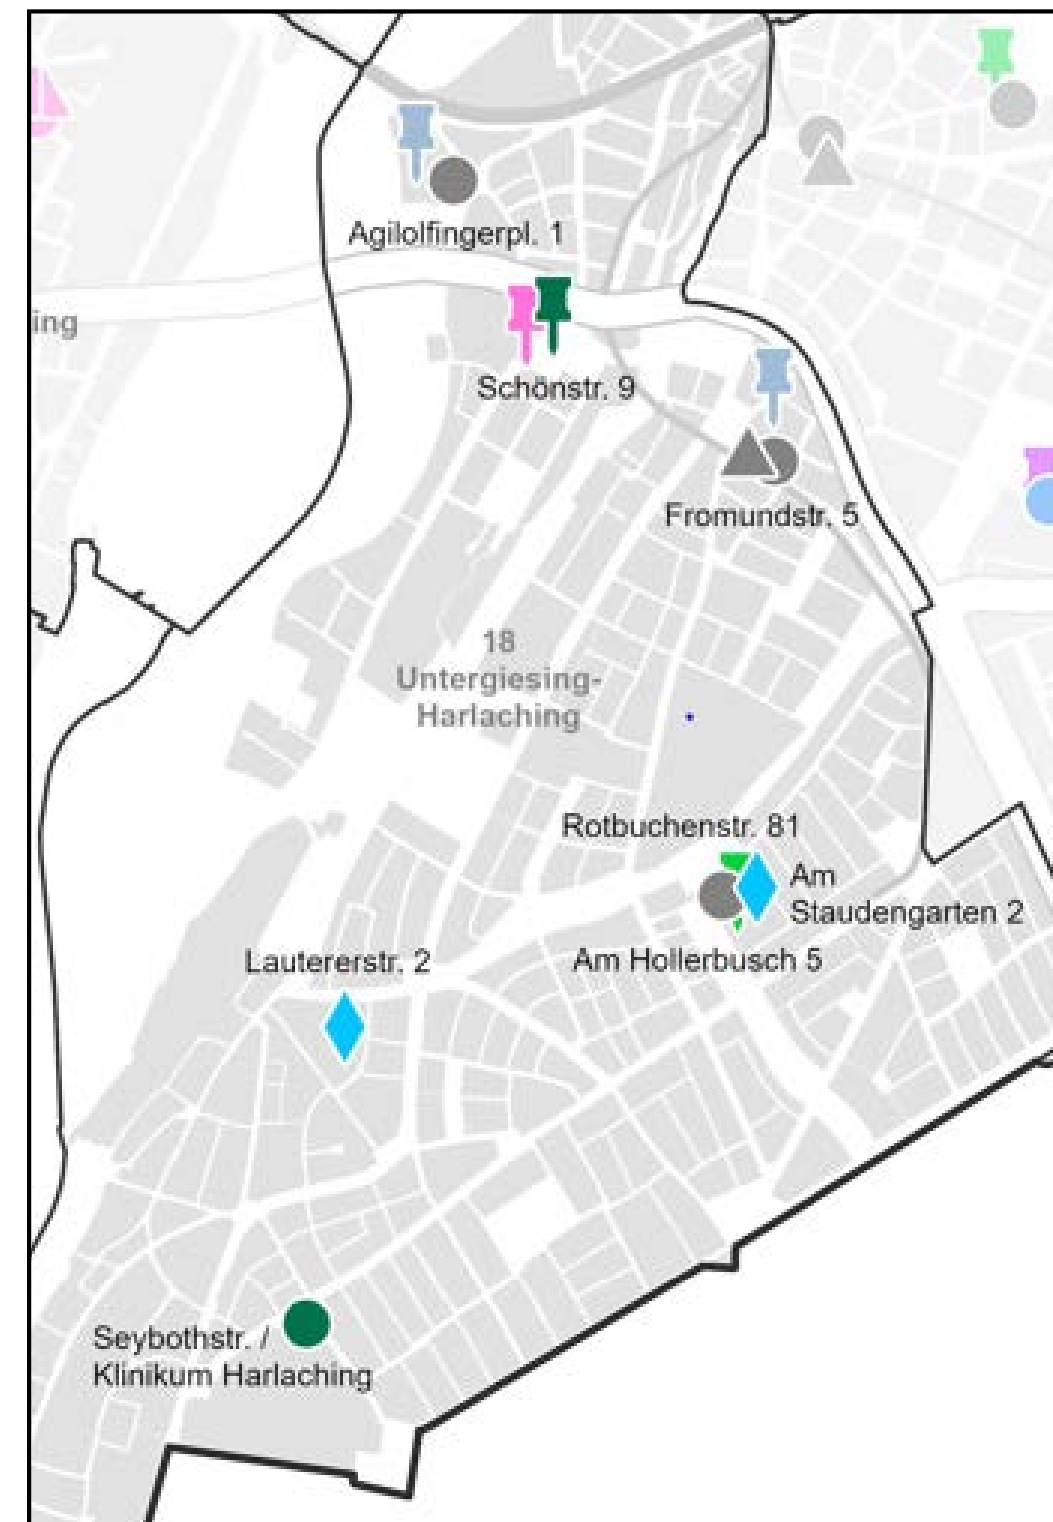 Agilolfingerpl. 1
ing
Schönstr. 9
Fromundstr. 5
18
Untergiesing-
Harlaching
Rotbuchenstr. 81
Am
Staudengarten 2
Am Hollerbusch 5
Lautererstr. 2
Seybothstr. /
Klinikum Harlaching